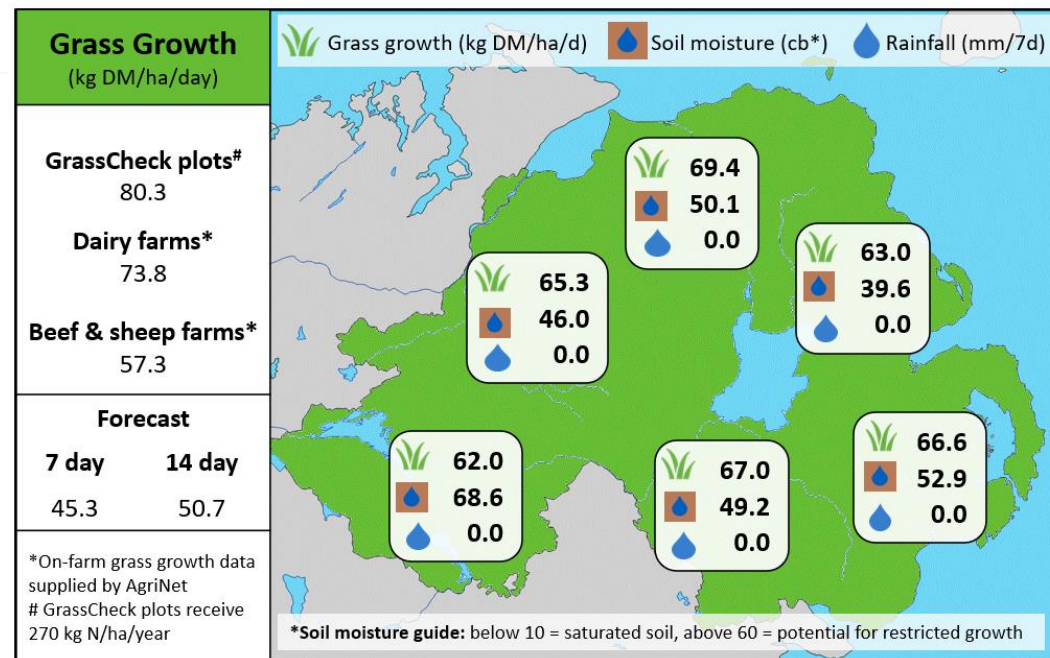 Grass Growth
(kg DM/ha/day)
GrassCheck plots#
80.3
Dairy farms*
73.8
Beef & sheep farms*
57.3
Forecast
7 day 14 day
45.3 50.7
*On-farm grass growth data
supplied by AgriNet
# GrassCheck plots receive
270 kg N/ha/year
Grass growth (kg DM/ha/d) Soil moisture (cb*) Rainfall (mm/7d)
69.4
50.1
0.0
63.0
39.6
0.0
65.3
46.0
0.0
62.0
68.6
0.0
67.0
49.2
0.0
66.6
52.9
0.0
*Soil moisture guide: below 10 = saturated soil, above 60 = potential for restricted growth